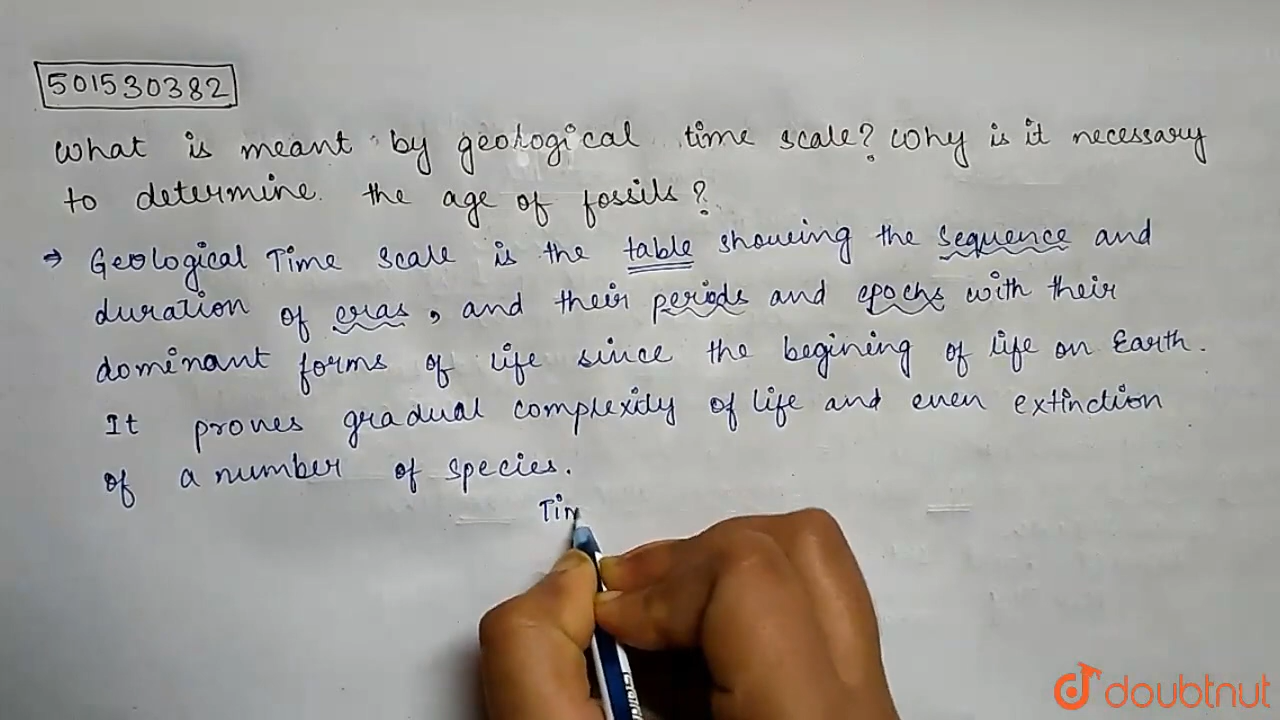 501530382
What is meant by geological time scale? Why is it necessary
to determine the age of fossils?
→ Geological Time scale is the table showing the sequence and
duration of eras, and their periods and epochs with their
dominant forms of life since the begining of life on Earth.
It proves gradual complexity of life and even extinction
of a number of species.
Tim
doubtnut